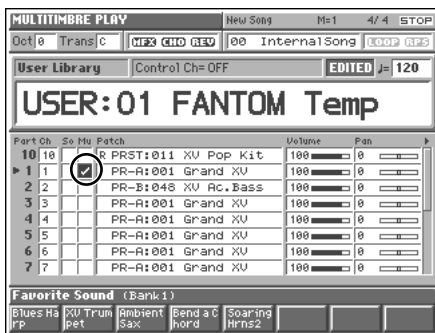 MULTITIMBRE PLAY New Song M=1 4/4 STOP
Oct 0 Trans C MFX CHO REV 00 InternalSong LOOP RPS
User Library Control Ch= OFF EDITED ♩= 120
USER:01 FANTOM Temp
Part Ch So Mu Patch Volume Pan
10 10 R PRST:011 XV Pop Kit 100 0
1 1 PR-A:001 Grand XV 100 0
2 2 PR-B:048 XV Ac.Bass 100 0
3 3 PR-A:001 Grand XV 100 0
4 4 PR-A:001 Grand XV 100 0
5 5 PR-A:001 Grand XV 100 0
6 6 PR-A:001 Grand XV 100 0
7 7 PR-A:001 Grand XV 100 0
Favorite Sound (Bank1)
Blues Harp XV Trumpet Ambient Sax Bend a Chord Soaring Hrns2